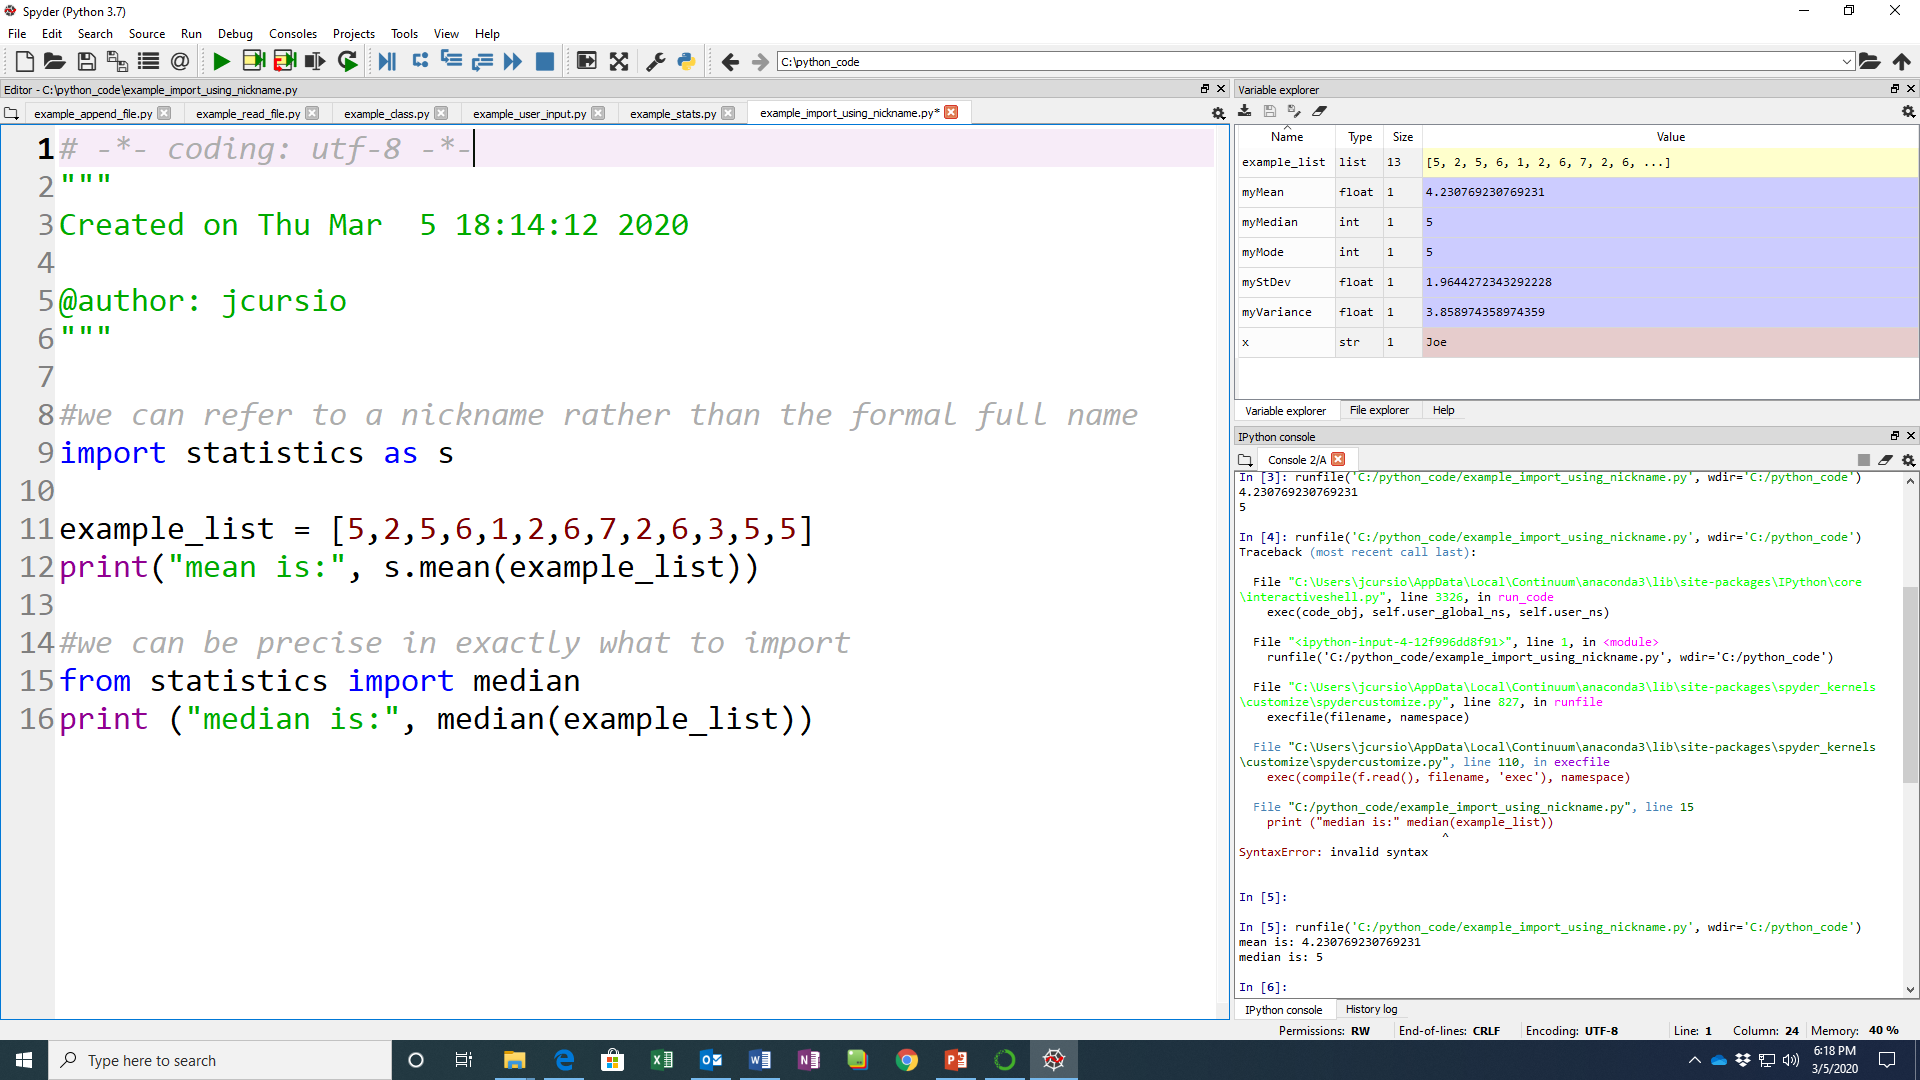 Spyder (Python 3.7)
File Edit Search Source Run Debug Consoles Projects Tools View Help
C:\python_code
Editor - C:\python_code\example_import_using_nickname.py
example_append_file.py example_read_file.py example_class.py example_user_input.py example_stats.py example_import_using_nickname.py*
1 # -*- coding: utf-8 -*-
2 """
3 Created on Thu Mar  5 18:14:12 2020
4
5 @author: jcursio
6 """
7
8 #we can refer to a nickname rather than the formal full name
9 import statistics as s
10
11 example_list = [5,2,5,6,1,2,6,7,2,6,3,5,5]
12 print("mean is:", s.mean(example_list))
13
14 #we can be precise in exactly what to import
15 from statistics import median
16 print ("median is:", median(example_list))
Variable explorer
Name Type Size Value
example_list list 13 [5, 2, 5, 6, 1, 2, 6, 7, 2, 6, ...]
myMean float 1 4.230769230769231
myMedian int 1 5
myMode int 1 5
myStDev float 1 1.9644272343292228
myVariance float 1 3.858974358974359
x str 1 Joe
Variable explorer File explorer Help
IPython console
Console 2/A
In [3]: runfile('C:/python_code/example_import_using_nickname.py', wdir='C:/python_code')
4.230769230769231
5
In [4]: runfile('C:/python_code/example_import_using_nickname.py', wdir='C:/python_code')
Traceback (most recent call last):
File "C:\Users\jcursio\AppData\Local\Continuum\anaconda3\lib\site-packages\IPython\core
\interactiveshell.py", line 3326, in run_code
exec(code_obj, self.user_global_ns, self.user_ns)
File "<ipython-input-4-12f996dd8f91>", line 1, in <module>
runfile('C:/python_code/example_import_using_nickname.py', wdir='C:/python_code')
File "C:\Users\jcursio\AppData\Local\Continuum\anaconda3\lib\site-packages\spyder_kernels
\customize\spydercustomize.py", line 827, in runfile
execfile(filename, namespace)
File "C:\Users\jcursio\AppData\Local\Continuum\anaconda3\lib\site-packages\spyder_kernels
\customize\spydercustomize.py", line 110, in execfile
exec(compile(f.read(), filename, 'exec'), namespace)
File "C:/python_code/example_import_using_nickname.py", line 15
print ("median is:" median(example_list))
^
SyntaxError: invalid syntax
In [5]:
In [5]: runfile('C:/python_code/example_import_using_nickname.py', wdir='C:/python_code')
mean is: 4.230769230769231
median is: 5
In [6]:
IPython console History log
Permissions: RW End-of-lines: CRLF Encoding: UTF-8 Line: 1 Column: 24 Memory: 40 %
Type here to search
6:18 PM
3/5/2020